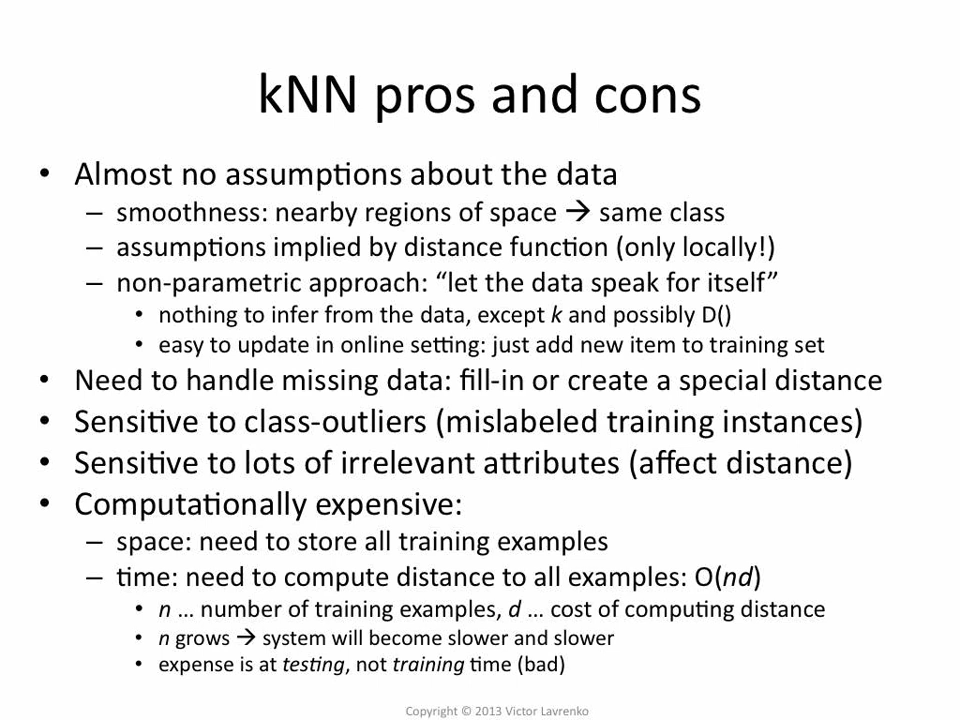 kNN pros and cons
• Almost no assumptions about the data
– smoothness: nearby regions of space → same class
– assumptions implied by distance function (only locally!)
– non-parametric approach: “let the data speak for itself”
• nothing to infer from the data, except k and possibly D()
• easy to update in online setting: just add new item to training set
• Need to handle missing data: fill-in or create a special distance
• Sensitive to class-outliers (mislabeled training instances)
• Sensitive to lots of irrelevant attributes (affect distance)
• Computationally expensive:
– space: need to store all training examples
– time: need to compute distance to all examples: O(nd)
• n … number of training examples, d … cost of computing distance
• n grows → system will become slower and slower
• expense is at testing, not training time (bad)
Copyright © 2013 Victor Lavrenko